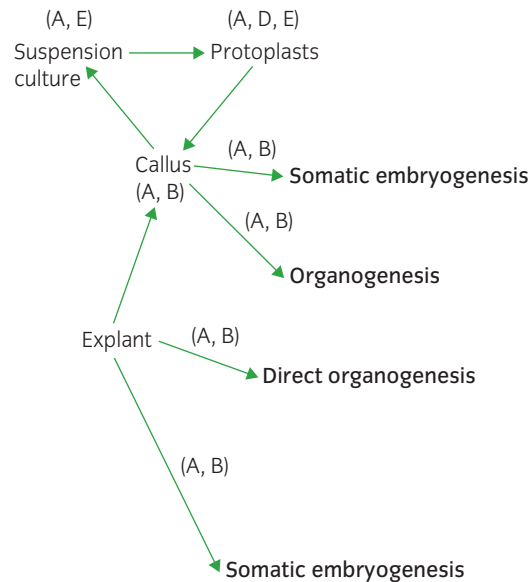 (A, E)
(A, D, E)
Suspension
culture
Protoplasts
Callus
(A, B)
(A, B)
Somatic embryogenesis
(A, B)
Organogenesis
Explant
(A, B)
Direct organogenesis
(A, B)
Somatic embryogenesis